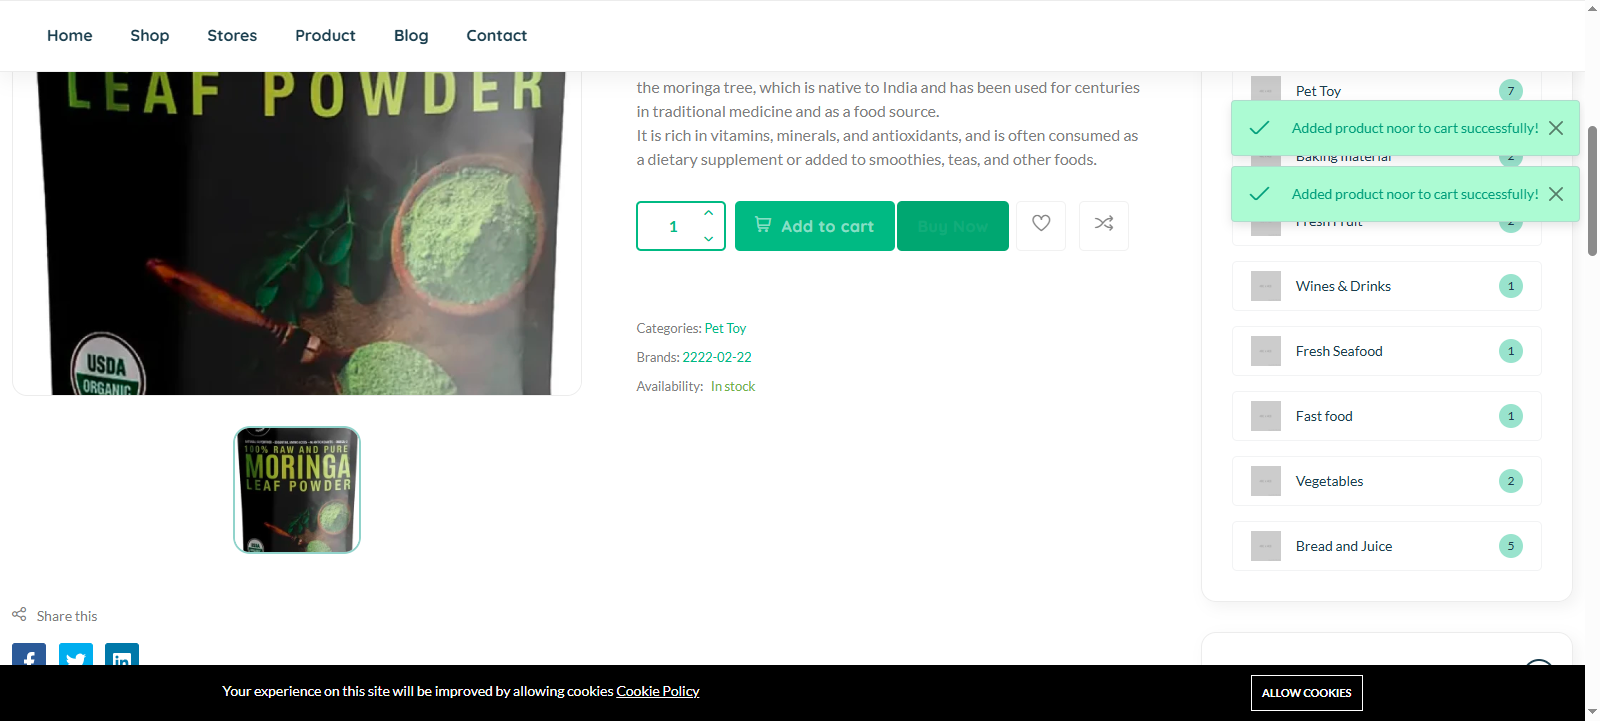 Home Shop Stores Product Blog Contact
LEAF POWDER
USDA
ORGANIC
100% RAW AND PURE
MORINGA
LEAF POWDER
Share this
the moringa tree, which is native to India and has been used for centuries
in traditional medicine and as a food source.
It is rich in vitamins, minerals, and antioxidants, and is often consumed as
a dietary supplement or added to smoothies, teas, and other foods.
1 Add to cart Buy Now
Categories: Pet Toy
Brands: 2222-02-22
Availability: In stock
Pet Toy 7
Added product noor to cart successfully!
Baking material 2
Added product noor to cart successfully!
Fresh Fruit 2
Wines & Drinks 1
Fresh Seafood 1
Fast food 1
Vegetables 2
Bread and Juice 5
Your experience on this site will be improved by allowing cookies Cookie Policy
ALLOW COOKIES